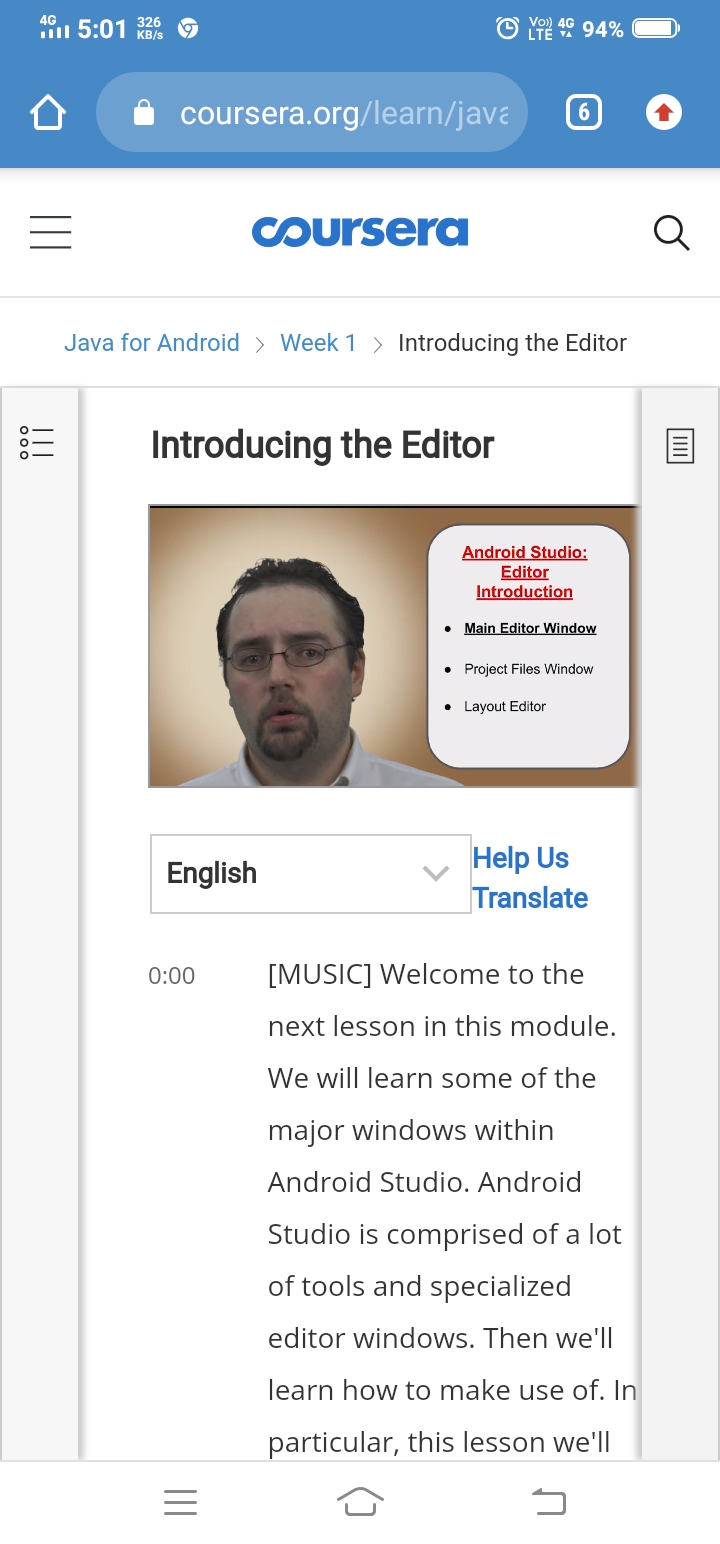 4G 5:01 326 KB/s Vo)) LTE 4G 94%
coursera.org/learn/java 6
coursera
Java for Android > Week 1 > Introducing the Editor
Introducing the Editor
Android Studio:
Editor
Introduction
• Main Editor Window
• Project Files Window
• Layout Editor
English
Help Us
Translate
0:00 [MUSIC] Welcome to the
next lesson in this module.
We will learn some of the
major windows within
Android Studio. Android
Studio is comprised of a lot
of tools and specialized
editor windows. Then we'll
learn how to make use of. In
particular, this lesson we'll